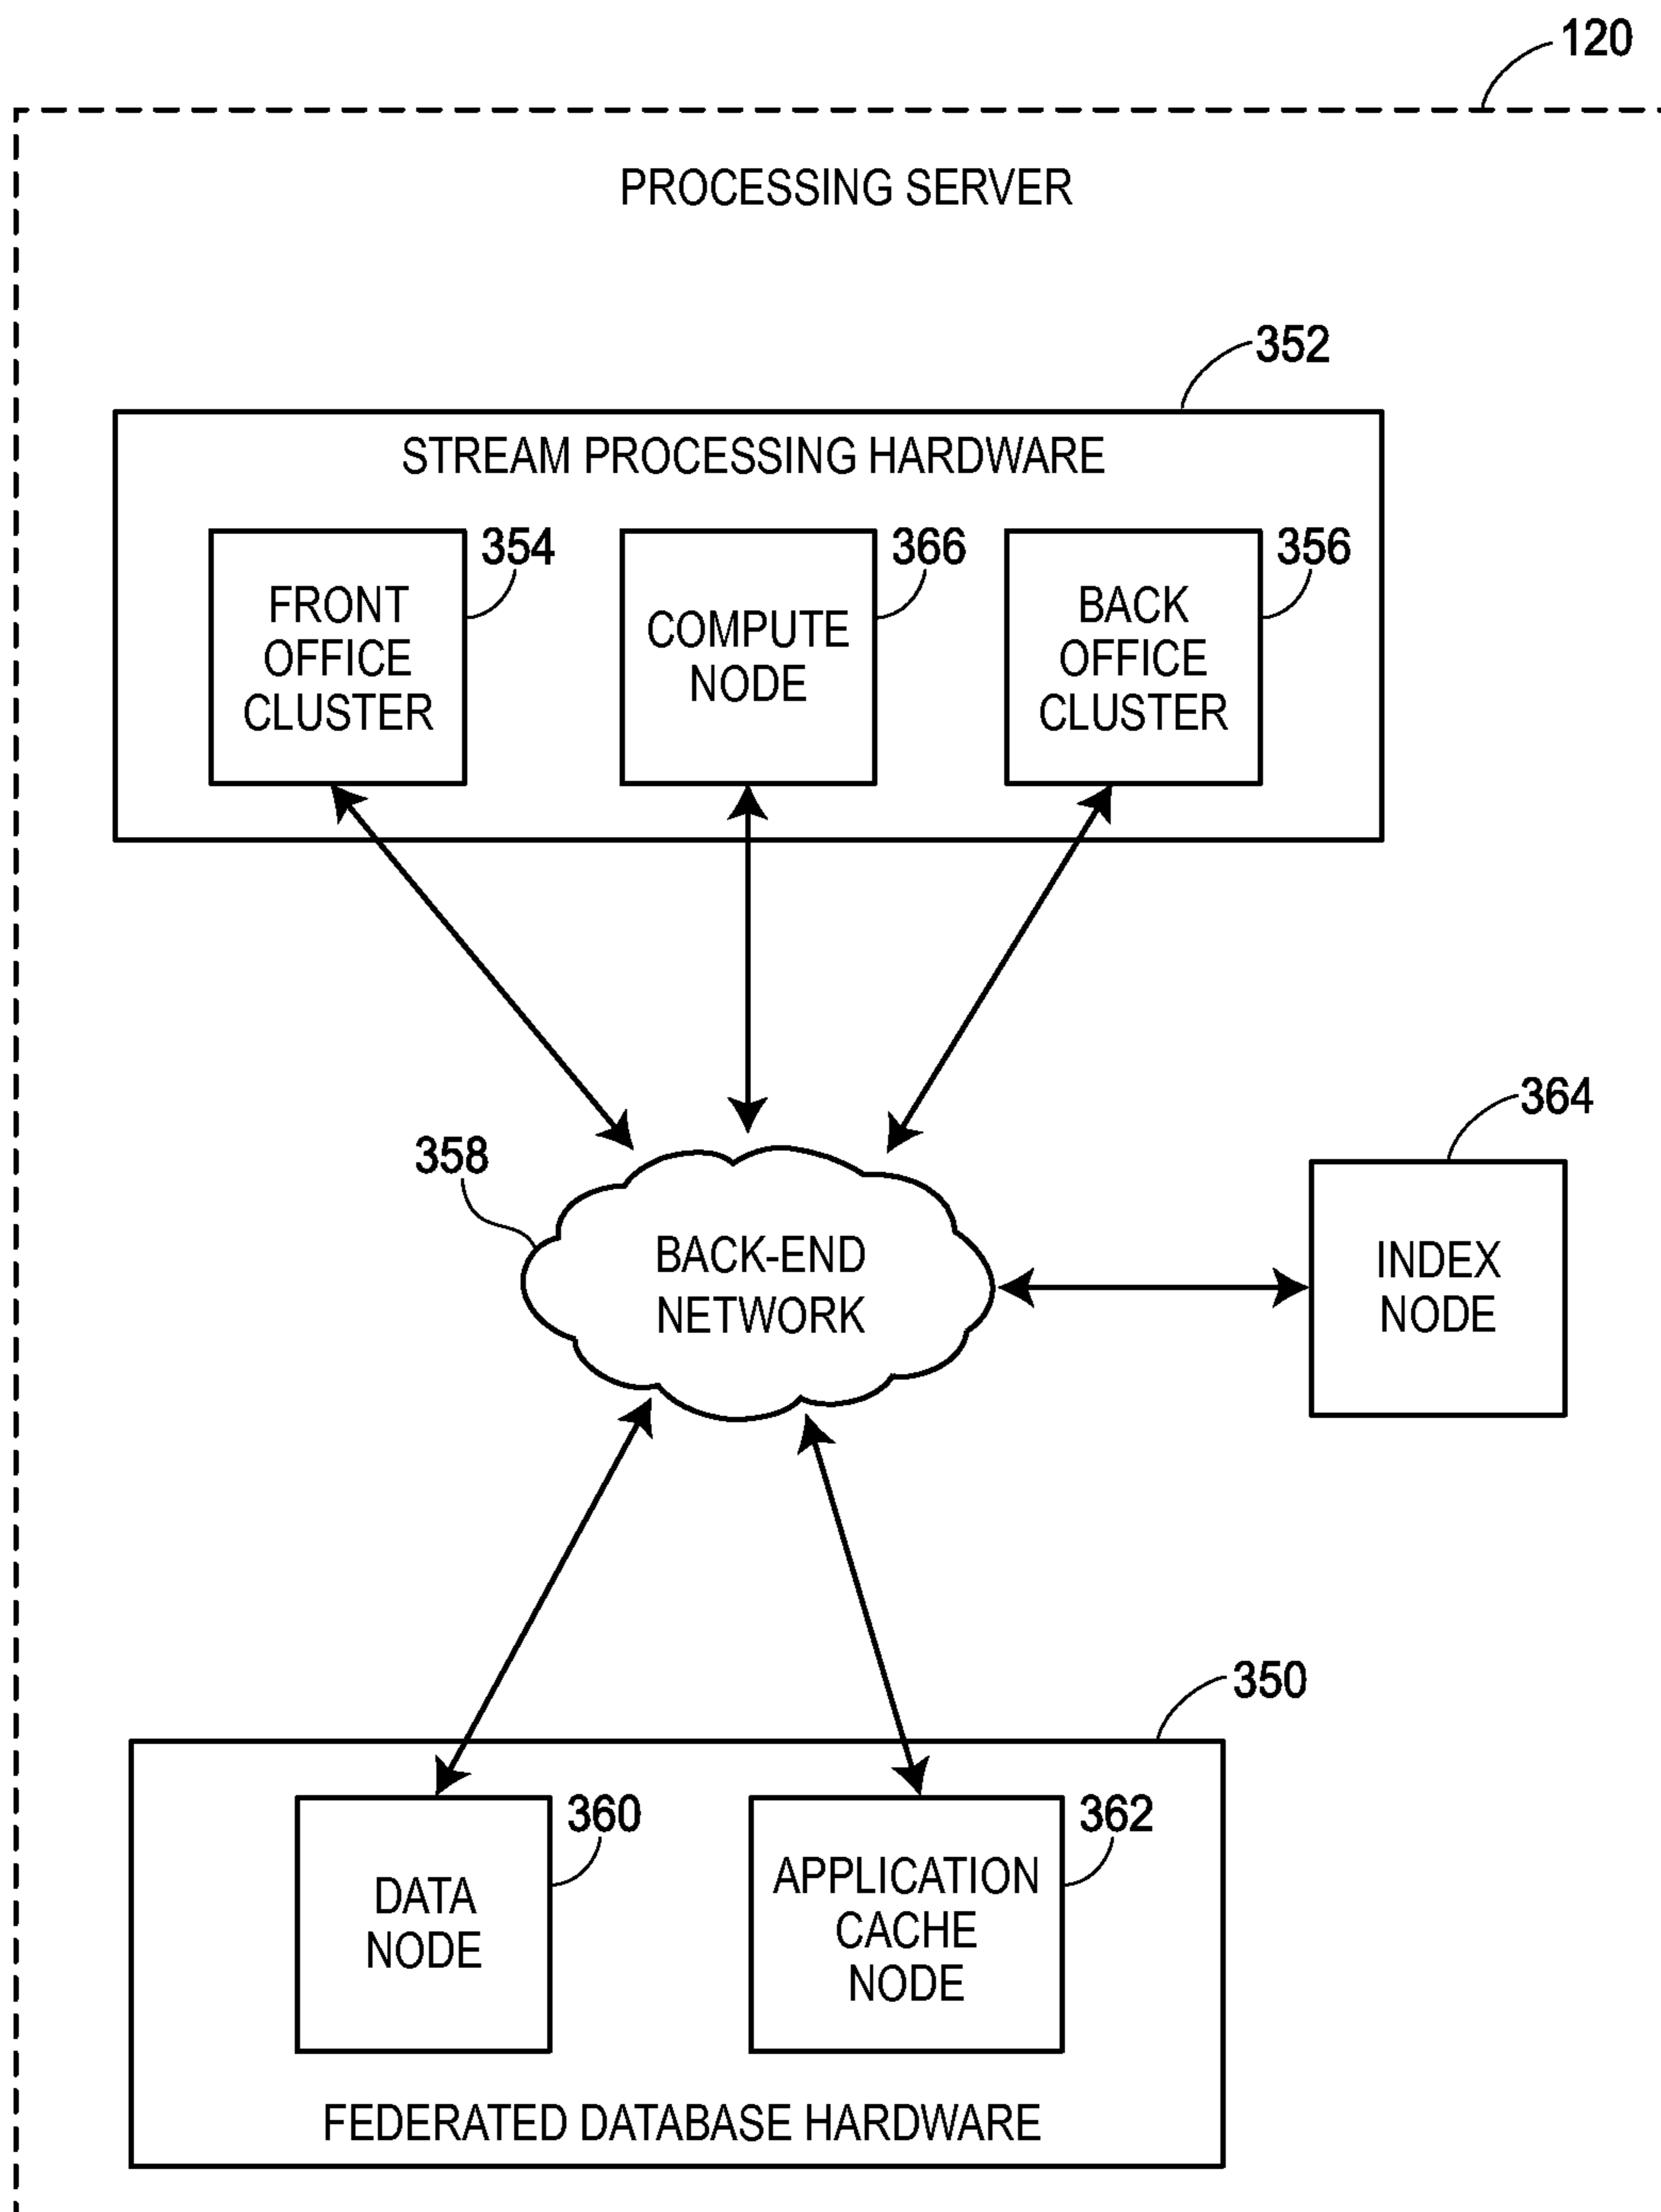 120
PROCESSING SERVER
352
STREAM PROCESSING HARDWARE
354
FRONT
OFFICE
CLUSTER
366
COMPUTE
NODE
356
BACK
OFFICE
CLUSTER
358
BACK-END
NETWORK
364
INDEX
NODE
350
360
DATA
NODE
362
APPLICATION
CACHE
NODE
FEDERATED DATABASE HARDWARE